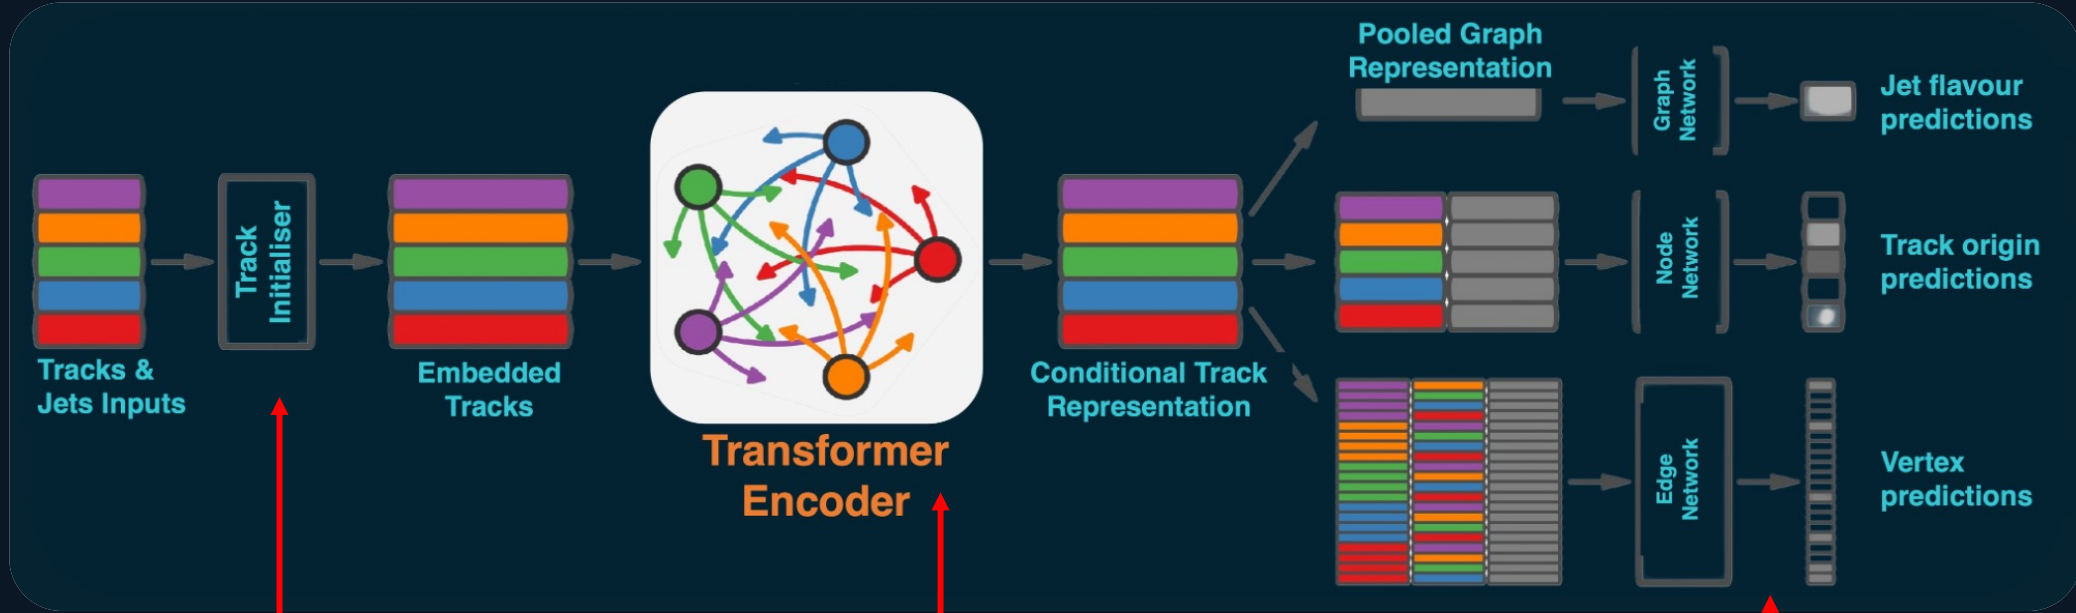 Tracks &
Jets Inputs
Track
Initialiser
Embedded
Tracks
Transformer
Encoder
Conditional Track
Representation
Pooled Graph
Representation
Graph
Network
Jet flavour
predictions
Node
Network
Track origin
predictions
Edge
Network
Vertex
predictions